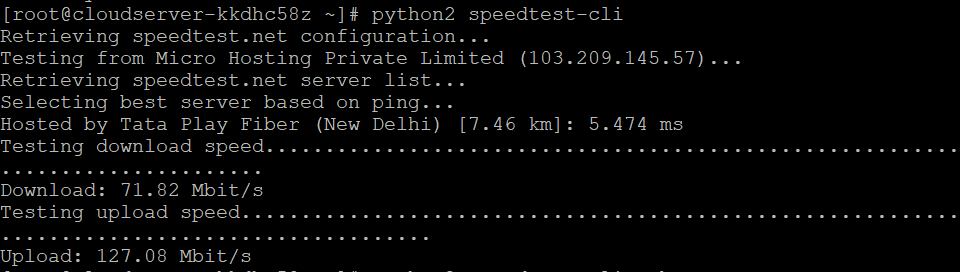 [root@cloudserver-kkdhc58z ~]# python2 speedtest-cli
Retrieving speedtest.net configuration...
Testing from Micro Hosting Private Limited (103.209.145.57)...
Retrieving speedtest.net server list...
Selecting best server based on ping...
Hosted by Tata Play Fiber (New Delhi) [7.46 km]: 5.474 ms
Testing download speed..........................................................
......................
Download: 71.82 Mbit/s
Testing upload speed............................................................
....................................
Upload: 127.08 Mbit/s